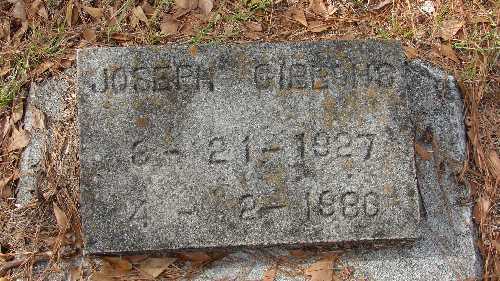 JOSEPH GIBBONS
6 - 21 - 1927
4 - 2 - 1980